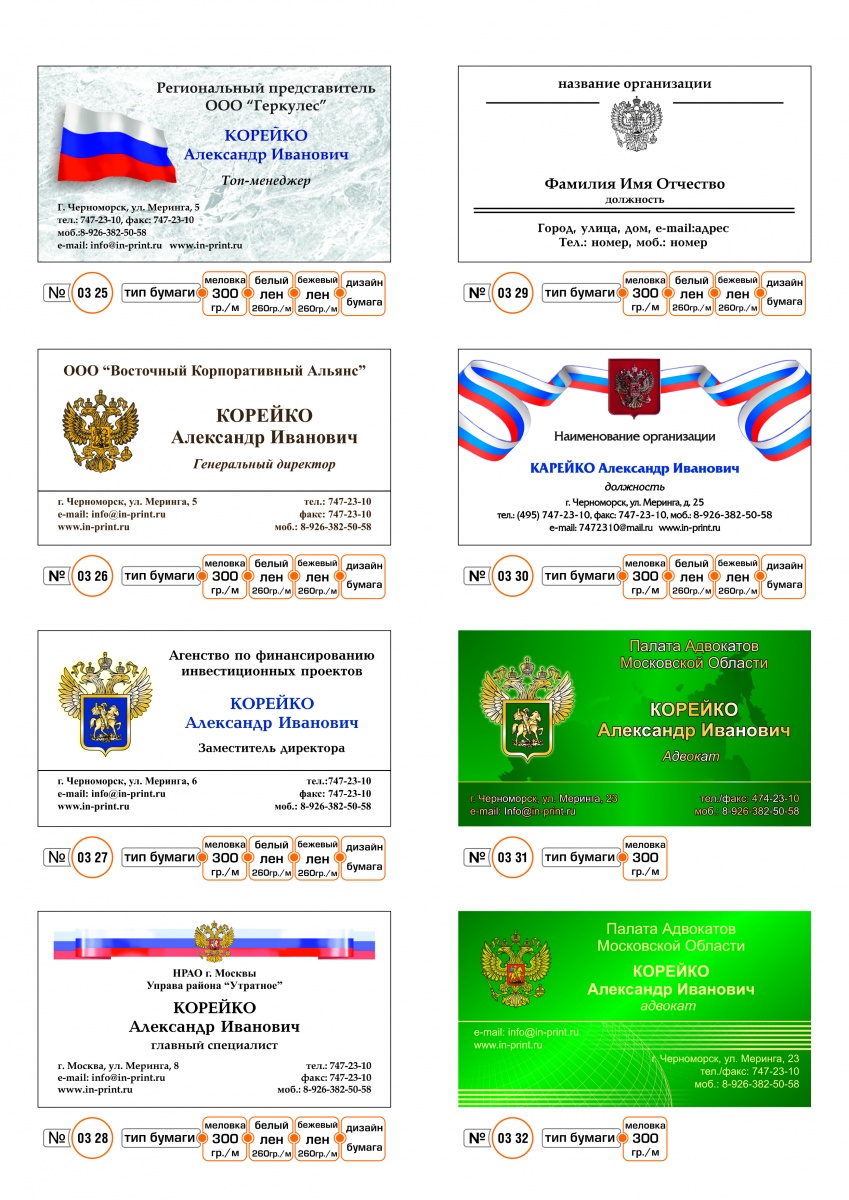 Региональный представитель
ООО “Геркулес”
КОРЕЙКО
Александр Иванович
Топ-менеджер
Г. Черноморск, ул. Меринга, 5
тел.: 747-23-10, факс: 747-23-10
моб.:8-926-382-50-58
e-mail: info@in-print.ru www.in-print.ru
№ 03 25 тип бумаги меловка 300 гр./м белый лен 260гр./м бежевый лен 260гр./м дизайн бумага
название организации
Фамилия Имя Отчество
должность
Город, улица, дом, e-mail:адрес
Тел.: номер, моб.: номер
№ 03 29 тип бумаги меловка 300 гр./м белый лен 260гр./м бежевый лен 260гр./м дизайн бумага
ООО “Восточный Корпоративный Альянс”
КОРЕЙКО
Александр Иванович
Генеральный директор
г. Черноморск, ул. Меринга, 5 тел.: 747-23-10
e-mail: info@in-print.ru факс: 747-23-10
www.in-print.ru моб.: 8-926-382-50-58
№ 03 26 тип бумаги меловка 300 гр./м белый лен 260гр./м бежевый лен 260гр./м дизайн бумага
Наименование организации
КАРЕЙКО Александр Иванович
должность
г. Черноморск, ул. Меринга, д. 25
тел.: (495) 747-23-10, факс: 747-23-10, моб.: 8-926-382-50-58
e-mail: 7472310@mail.ru www.in-print.ru
№ 03 30 тип бумаги меловка 300 гр./м белый лен 260гр./м бежевый лен 260гр./м дизайн бумага
Агенство по финансированию
инвестиционных проектов
КОРЕЙКО
Александр Иванович
Заместитель директора
г. Черноморск, ул. Меринга, 6 тел.:747-23-10
e-mail: info@in-print.ru факс: 747-23-10
www.in-print.ru моб.: 8-926-382-50-58
№ 03 27 тип бумаги меловка 300 гр./м белый лен 260гр./м бежевый лен 260гр./м дизайн бумага
Палата Адвокатов
Московской Области
КОРЕЙКО
Александр Иванович
Адвокат
г. Черноморск, ул. Меринга, 23 тел./факс: 474-23-10
e-mail: Info@in-print.ru моб.: 8-926-382-50-58
№ 03 31 тип бумаги меловка 300 гр./м
НРАО г. Москвы
Управа района “Утратное”
КОРЕЙКО
Александр Иванович
главный специалист
г. Москва, ул. Меринга, 8 тел.: 747-23-10
e-mail: info@in-print.ru факс: 747-23-10
www.in-print.ru моб.: 8-926-382-50-58
№ 03 28 тип бумаги меловка 300 гр./м белый лен 260гр./м бежевый лен 260гр./м дизайн бумага
Палата Адвокатов
Московской Области
КОРЕЙКО
Александр Иванович
адвокат
e-mail: info@in-print.ru
www.in-print.ru
г. Черноморск, ул. Меринга, 23
тел./факс: 747-23-10
моб.: 8-926-382-50-58
№ 03 32 тип бумаги меловка 300 гр./м